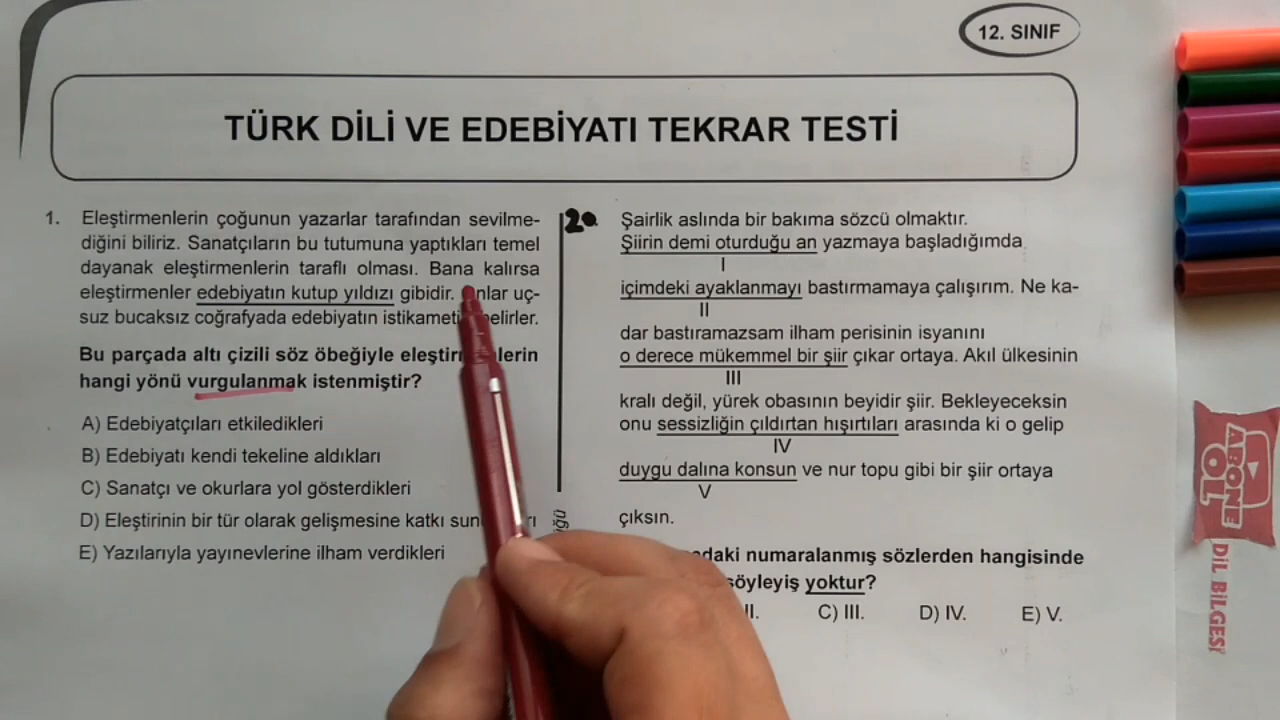 12. SINIF
TÜRK DİLİ VE EDEBİYATI TEKRAR TESTİ
1. Eleştirmenlerin çoğunun yazarlar tarafından sevilme-
diğini biliriz. Sanatçıların bu tutumuna yaptıkları temel
dayanak eleştirmenlerin taraflı olması. Bana kalırsa
eleştirmenler edebiyatın kutup yıldızı gibidir. uç-
suz bucaksız coğrafyada edebiyatın
Bu parçada altı çizili söz öbeğiyle
hangi yönü vurgulanmak istenmiştir?
A) Edebiyatçıları etkiledikleri
B) Edebiyatı kendi tekeline aldıkları
C) Sanatçı ve okurlara yol gösterdikleri
D) Eleştirinin bir tür olarak gelişmesine katkı
E) Yazılarıyla yayınevlerine ilham verdikleri
2. Şairlik aslında bir bakıma sözcü olmaktır.
Şiirin demi oturduğu an yazmaya başladığımda
I
içimdeki ayaklanmayı bastırmamaya çalışırım. Ne ka-
II
dar bastıramazsam ilham perisinin isyanını
o derece mükemmel bir şiir çıkar ortaya. Akıl ülkesinin
III
kralı değil, yürek obasının beyidir şiir. Bekleyeceksin
onu sessizliğin çıldırtan hışırtıları arasında ki o gelip
IV
duygu dalına konsun ve nur topu gibi bir şiir ortaya
V
çıksın.
numaralanmış sözlerden hangisinde
söyleyiş yoktur?
II. C) III. D) IV. E) V.
ABONE
OL
DİL BİLGESİ